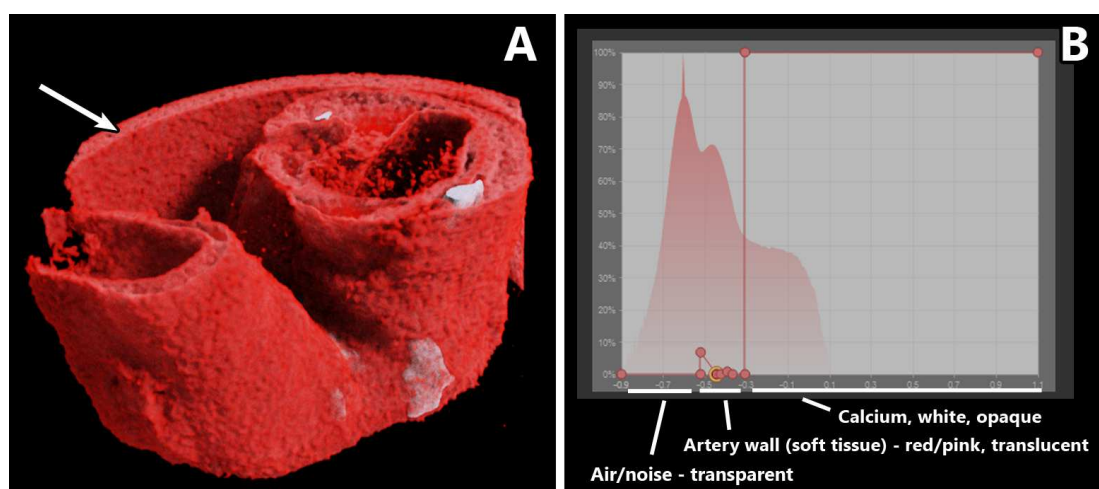 A
B
100%
90%
80%
70%
60%
50%
40%
30%
20%
10%
0%
-0.9 -0.7 -0.5 -0.3 -0.1 0.1 0.3 0.5 0.7 0.9 1.1
Calcium, white, opaque
Artery wall (soft tissue) - red/pink, translucent
Air/noise - transparent